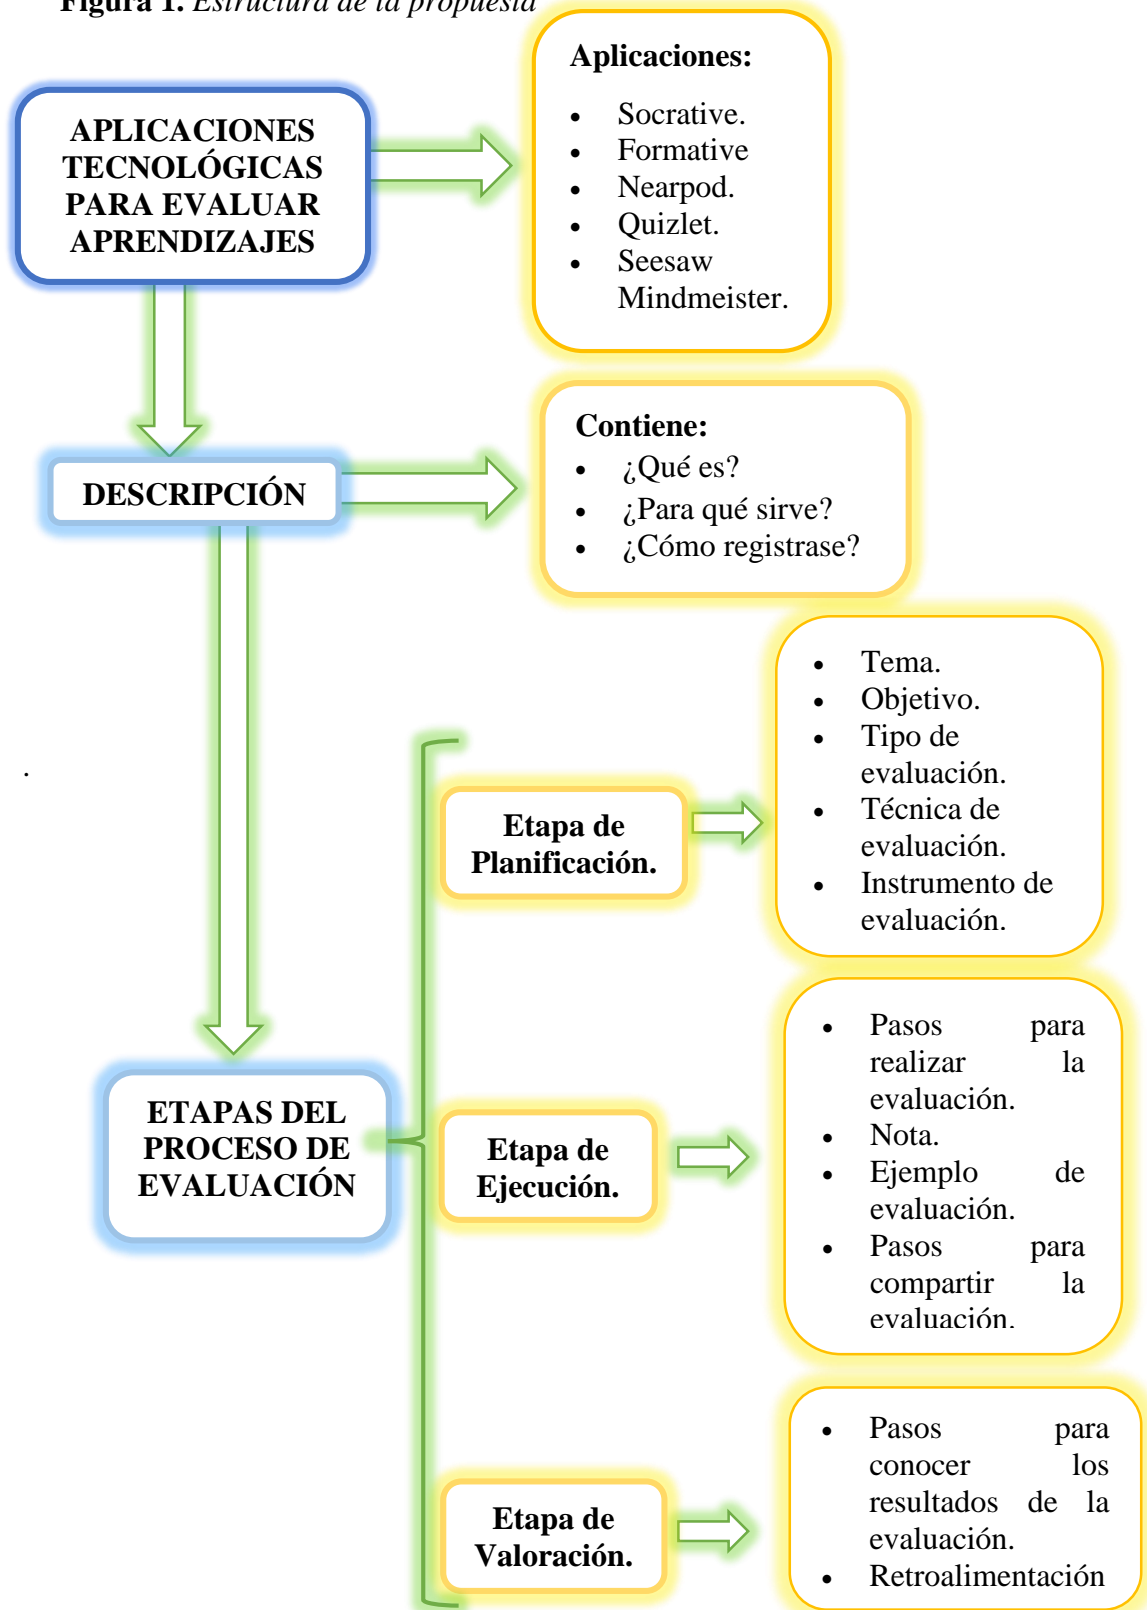 Figura 1. Estructura de la propuesta
Aplicaciones:
• Socrative.
• Formative
• Nearpod.
• Quizlet.
• Seesaw
Mindmeister.
APLICACIONES
TECNOLÓGICAS
PARA EVALUAR
APRENDIZAJES
DESCRIPCIÓN
Contiene:
• ¿Qué es?
• ¿Para qué sirve?
• ¿Cómo registrase?
.
ETAPAS DEL
PROCESO DE
EVALUACIÓN
Etapa de
Planificación.
• Tema.
• Objetivo.
• Tipo de
evaluación.
• Técnica de
evaluación.
• Instrumento de
evaluación.
Etapa de
Ejecución.
• Pasos para
realizar la
evaluación.
• Nota.
• Ejemplo de
evaluación.
• Pasos para
compartir la
evaluación.
Etapa de
Valoración.
• Pasos para
conocer los
resultados de la
evaluación.
• Retroalimentación